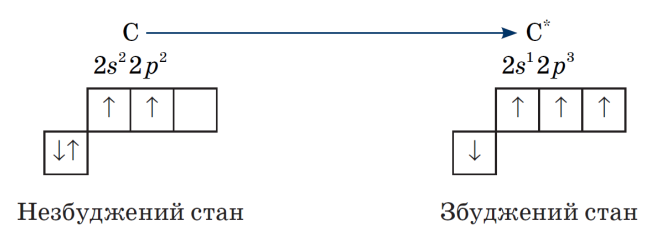 C → C*
2s²2p² 2s¹2p³
↑ ↑ ↑ ↑ ↑
↓↑ ↓
Незбуджений стан Збуджений стан